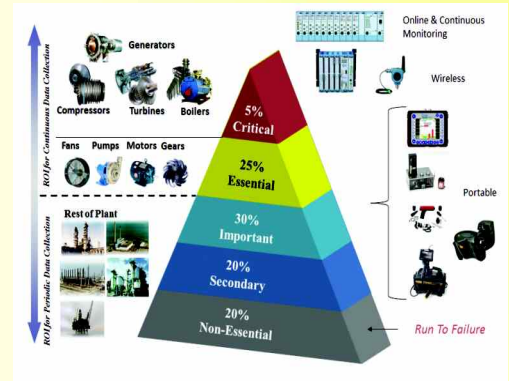 Online & Continuous
Monitoring
Generators
Wireless
Compressors
Turbines
Boilers
5%
Critical
Fans
Pumps
Motors
Gears
25%
Essential
Portable
Rest of Plant
30%
Important
20%
Secondary
20%
Non-Essential
Run To Failure
ROI for Continuous Data Collection
ROI for Periodic Data Collection